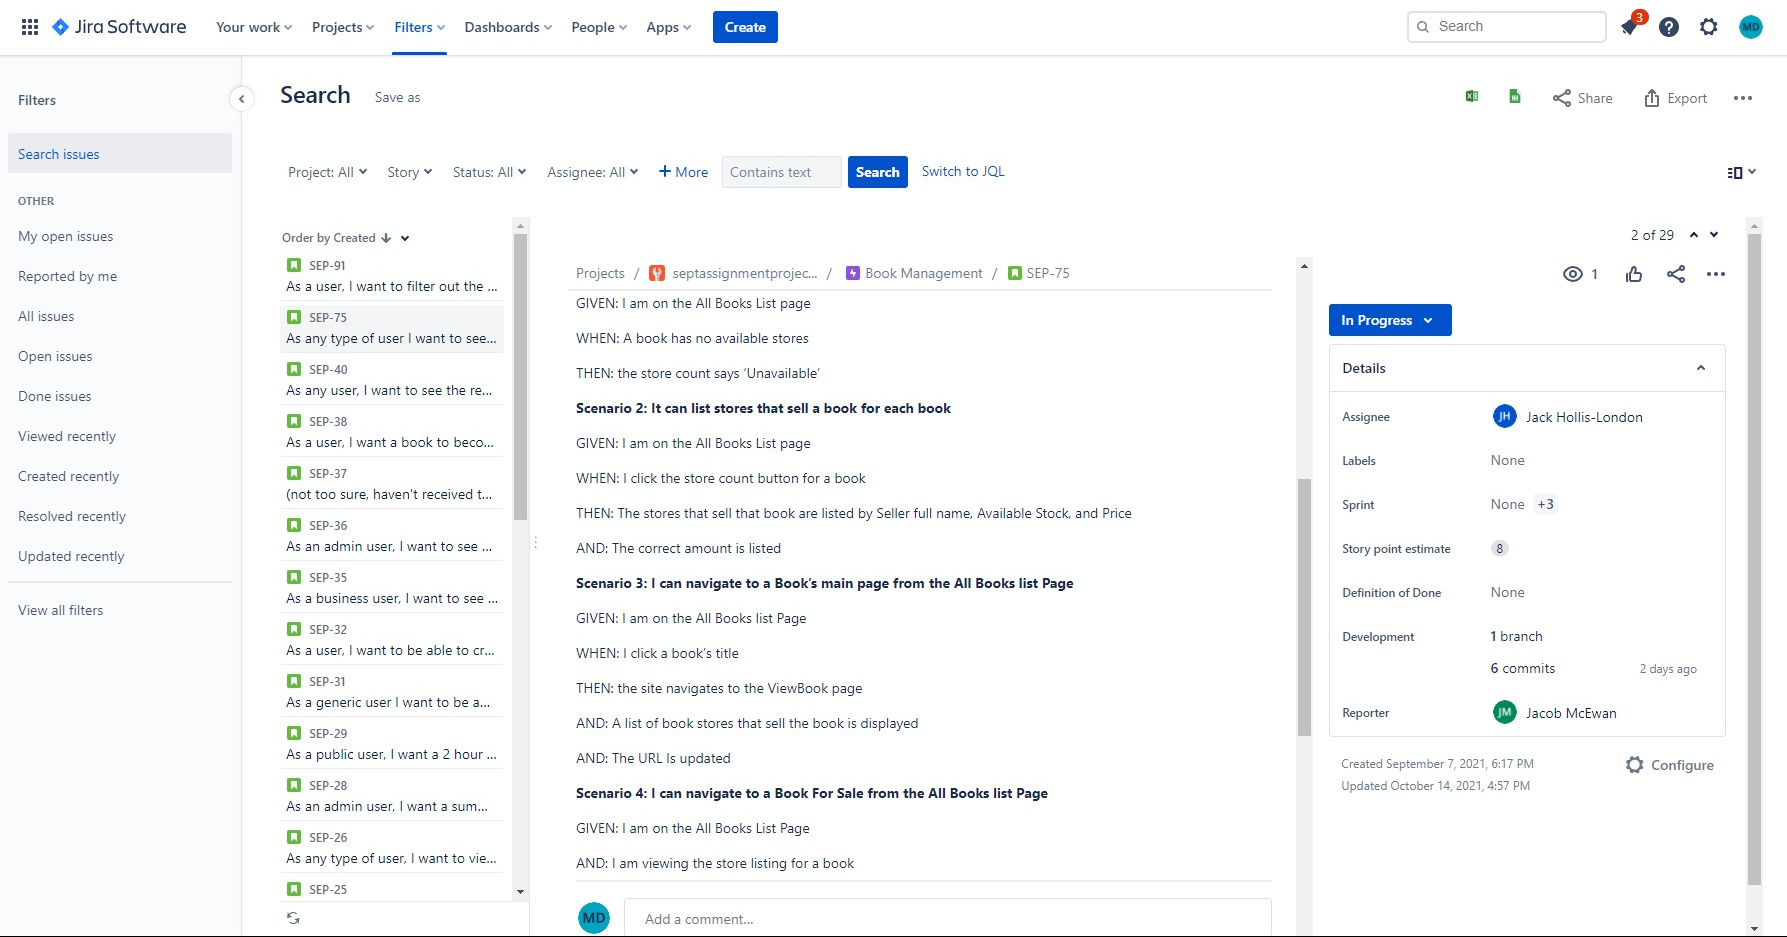 Jira Software
Your work
Projects
Filters
Dashboards
People
Apps
Create
Search
3
MD
Filters
Search issues
OTHER
My open issues
Reported by me
All issues
Open issues
Done issues
Viewed recently
Created recently
Resolved recently
Updated recently
View all filters
Search
Save as
Share
Export
Project: All
Story
Status: All
Assignee: All
+ More
Contains text
Search
Switch to JQL
Order by Created
SEP-91
As a user, I want to filter out the ...
SEP-75
As any type of user I want to see...
SEP-40
As any user, I want to see the re...
SEP-38
As a user, I want a book to beco...
SEP-37
(not too sure, haven't received t...
SEP-36
As an admin user, I want to see ...
SEP-35
As a business user, I want to see ...
SEP-32
As a user, I want to be able to cr...
SEP-31
As a generic user I want to be a...
SEP-29
As a public user, I want a 2 hour ...
SEP-28
As an admin user, I want a sum...
SEP-26
As any type of user, I want to vie...
SEP-25
2 of 29
Projects / septassignmentprojec... / Book Management / SEP-75
GIVEN: I am on the All Books List page
WHEN: A book has no available stores
THEN: the store count says ‘Unavailable’
Scenario 2: It can list stores that sell a book for each book
GIVEN: I am on the All Books List page
WHEN: I click the store count button for a book
THEN: The stores that sell that book are listed by Seller full name, Available Stock, and Price
AND: The correct amount is listed
Scenario 3: I can navigate to a Book’s main page from the All Books list Page
GIVEN: I am on the All Books list Page
WHEN: I click a book’s title
THEN: the site navigates to the ViewBook page
AND: A list of book stores that sell the book is displayed
AND: The URL Is updated
Scenario 4: I can navigate to a Book For Sale from the All Books list Page
GIVEN: I am on the All Books List Page
AND: I am viewing the store listing for a book
MD
Add a comment...
1
In Progress
Details
Assignee
JH
Jack Hollis-London
Labels
None
Sprint
None +3
Story point estimate
8
Definition of Done
None
Development
1 branch
6 commits
2 days ago
Reporter
JM
Jacob McEwan
Created September 7, 2021, 6:17 PM
Updated October 14, 2021, 4:57 PM
Configure